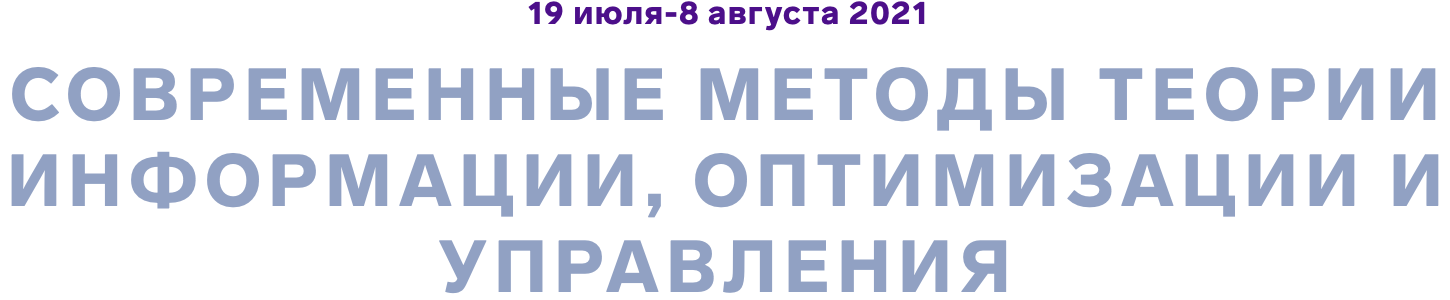 19 июля-8 августа 2021
СОВРЕМЕННЫЕ МЕТОДЫ ТЕОРИИ
ИНФОРМАЦИИ, ОПТИМИЗАЦИИ И
УПРАВЛЕНИЯ